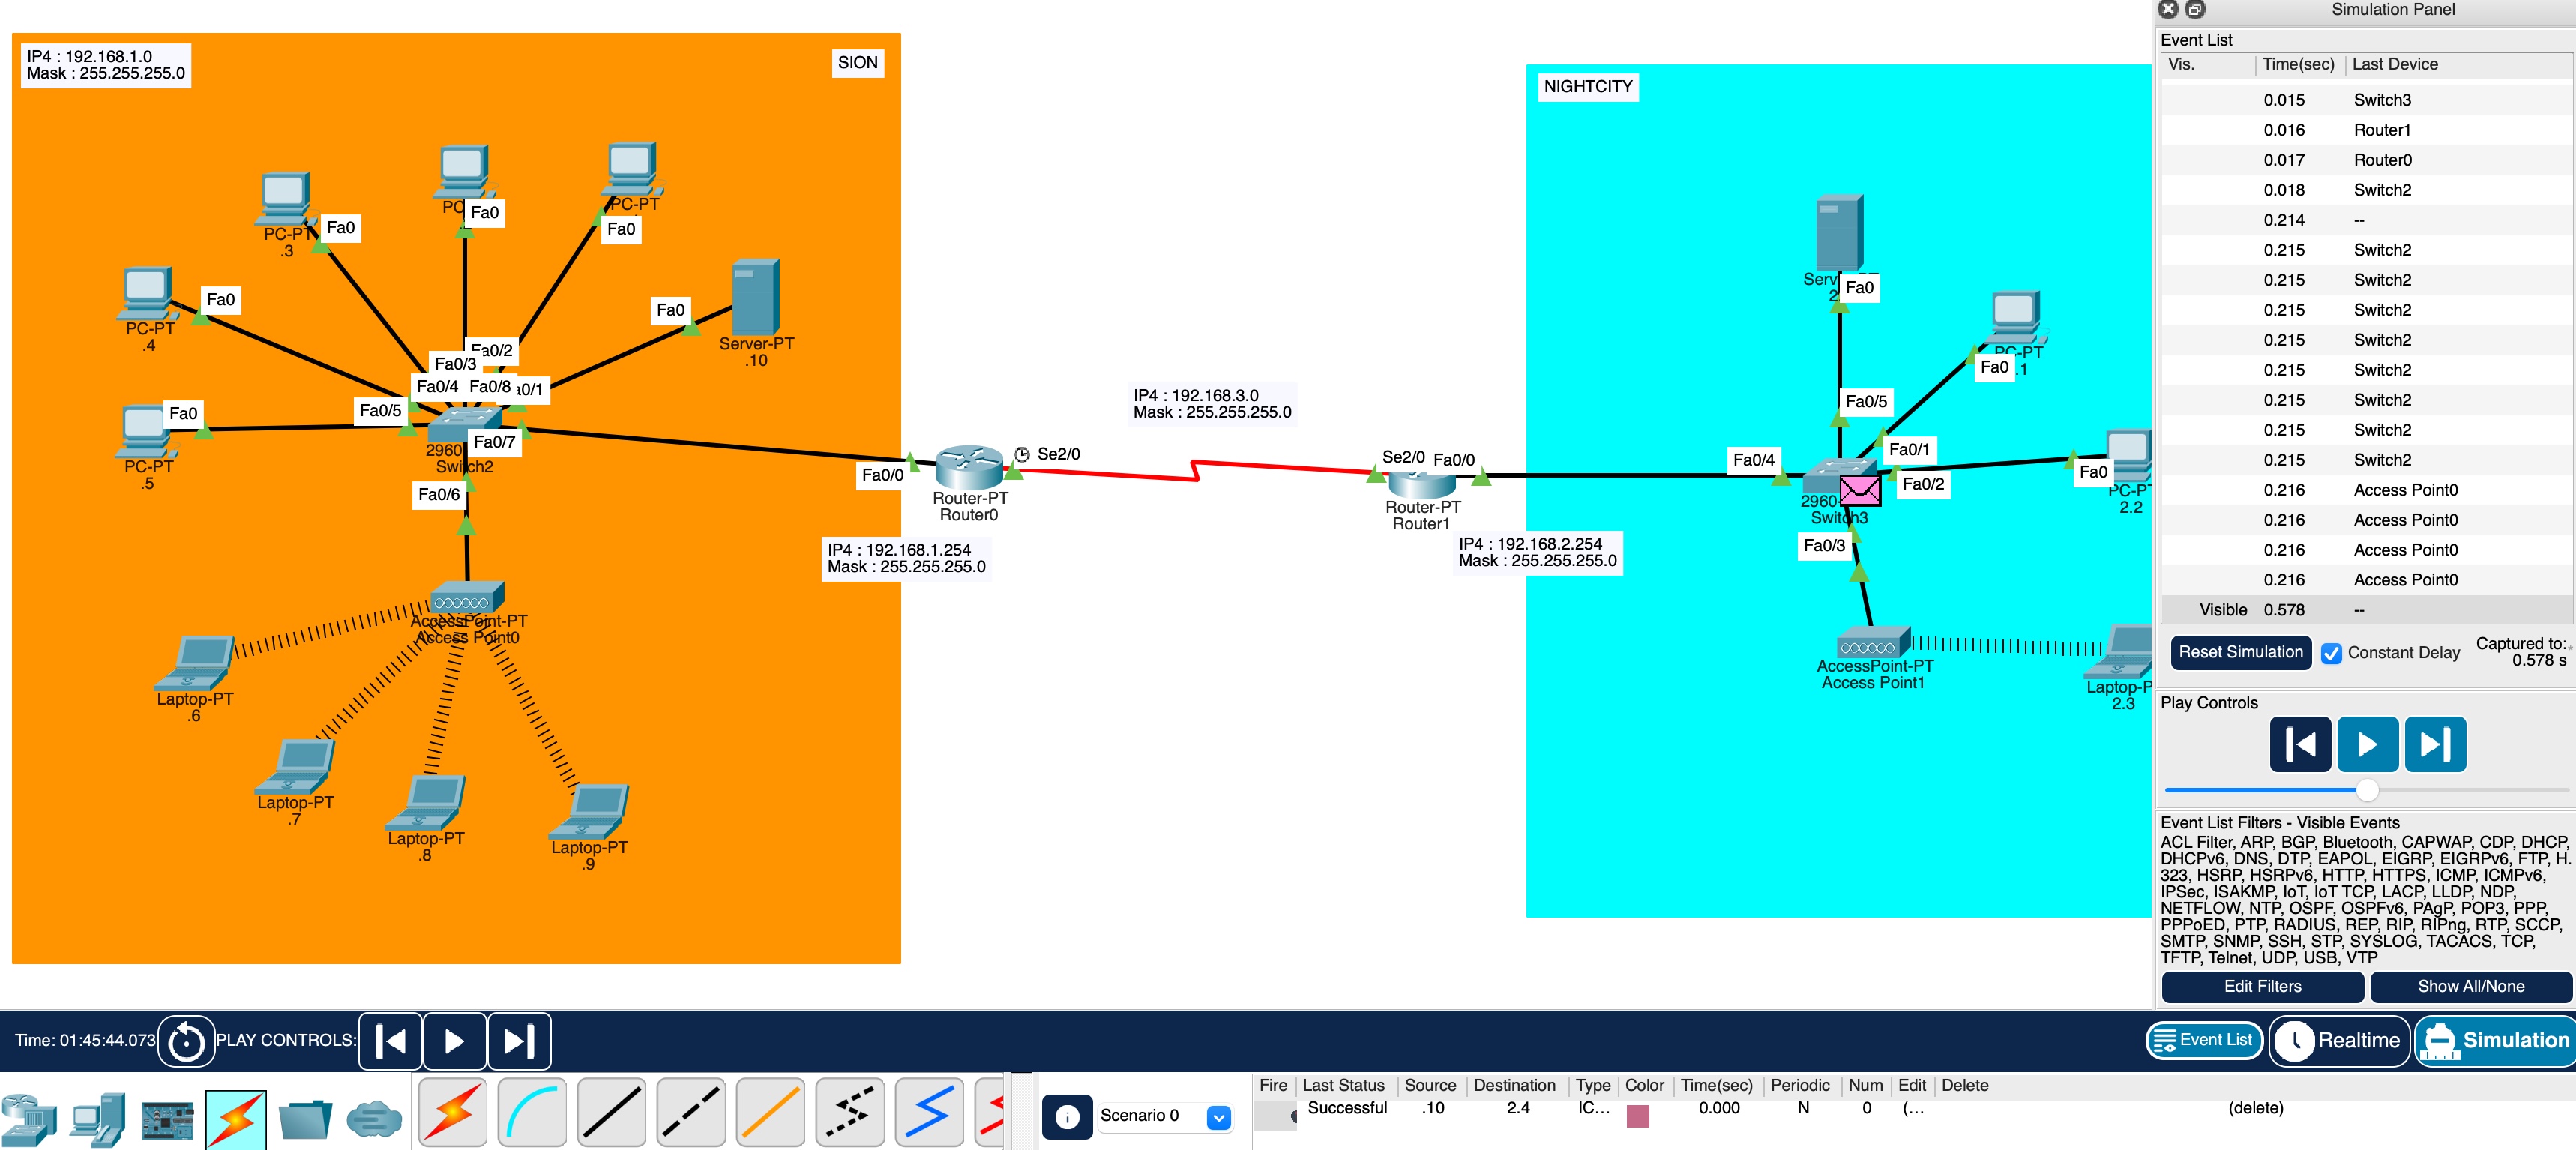 IP4 : 192.168.1.0
Mask : 255.255.255.0
SION
PC-PT
.3
Fa0
PC
Fa0
PC-PT
Fa0
PC-PT
.4
Fa0
Fa0
Server-PT
.10
PC-PT
.5
Fa0
Fa0/2
Fa0/3
Fa0/4
Fa0/8
Fa0/5
Fa0/7
2960
Switch2
Fa0/6
AccessPoint-PT
Access Point0
Laptop-PT
.6
Laptop-PT
.7
Laptop-PT
.8
Laptop-PT
.9
Fa0/0
Router-PT
Router0
Se2/0
IP4 : 192.168.1.254
Mask : 255.255.255.0
IP4 : 192.168.3.0
Mask : 255.255.255.0
Se2/0
Fa0/0
Router-PT
Router1
IP4 : 192.168.2.254
Mask : 255.255.255.0
NIGHTCITY
Fa0
PC-PT
.1
Fa0
Fa0/5
Fa0/4
Fa0/1
Fa0/2
Fa0
2.2
2960
Switch3
Fa0/3
AccessPoint-PT
Access Point1
Laptop-P
2.3
Simulation Panel
Event List
Vis. Time(sec) Last Device
0.015 Switch3
0.016 Router1
0.017 Router0
0.018 Switch2
0.214 --
0.215 Switch2
0.215 Switch2
0.215 Switch2
0.215 Switch2
0.215 Switch2
0.215 Switch2
0.215 Switch2
0.215 Switch2
0.216 Access Point0
0.216 Access Point0
0.216 Access Point0
0.216 Access Point0
Visible 0.578 --
Reset Simulation
Constant Delay
Captured to:
0.578 s
Play Controls
Event List Filters - Visible Events
ACL Filter, ARP, BGP, Bluetooth, CAPWAP, CDP, DHCP,
DHCPv6, DNS, DTP, EAPOL, EIGRP, EIGRPv6, FTP, H.
323, HSRP, HSRPv6, HTTP, HTTPS, ICMP, ICMPv6,
IPSec, ISAKMP, IoT, IoT TCP, LACP, LLDP, NDP,
NETFLOW, NTP, OSPF, OSPFv6, PAgP, POP3, PPP,
PPPoED, PTP, RADIUS, REP, RIP, RIPng, RTP, SCCP,
SMTP, SNMP, SSH, STP, SYSLOG, TACACS, TCP,
TFTP, Telnet, UDP, USB, VTP
Edit Filters
Show All/None
Time: 01:45:44.073
PLAY CONTROLS:
Event List
Realtime
Simulation
Scenario 0
Fire Last Status Source Destination Type Color Time(sec) Periodic Num Edit Delete
Successful .10 2.4 IC... 0.000 N 0 (... (delete)